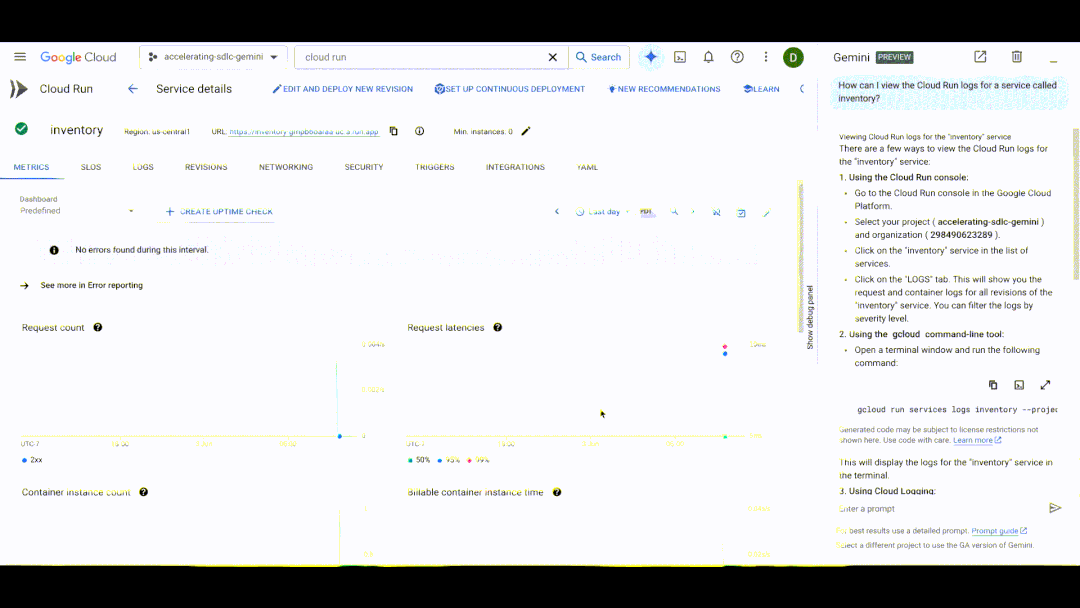 Google Cloud
accelerating-sdlc-gemini
cloud run
Search
D
Cloud Run
Service details
EDIT AND DEPLOY NEW REVISION
SET UP CONTINUOUS DEPLOYMENT
NEW RECOMMENDATIONS
LEARN
inventory
Region: us-central1
URL:
Min. instances: 0
METRICS
SLOS
LOGS
REVISIONS
NETWORKING
SECURITY
TRIGGERS
INTEGRATIONS
YAML
Dashboard
Predefined
CREATE UPTIME CHECK
Last day
PDT
No errors found during this interval.
See more in Error reporting
Request count
Request latencies
UTC-7
2xx
50%
95%
99%
Container instance count
Billable container instance time
Show debug panel
Gemini PREVIEW
How can I view the Cloud Run logs for a service called
inventory?
Viewing Cloud Run logs for the "inventory" service
There are a few ways to view the Cloud Run logs for
the "inventory" service:
1. Using the Cloud Run console:
Go to the Cloud Run console in the Google Cloud
Platform.
Select your project ( accelerating-sdlc-gemini )
and organization ( 298490623289 ).
Click on the "inventory" service in the list of
services.
Click on the "LOGS" tab. This will show you the
request and container logs for all revisions of the
"inventory" service. You can filter the logs by
severity level.
2. Using the gcloud command-line tool:
Open a terminal window and run the following
command:
gcloud run services logs inventory --projec
Generated code may be subject to license restrictions not
shown here. Use code with care. Learn more
This will display the logs for the "inventory" service in
the terminal.
3. Using Cloud Logging:
Enter a prompt
For best results use a detailed prompt. Prompt guide
Select a different project to use the GA version of Gemini.